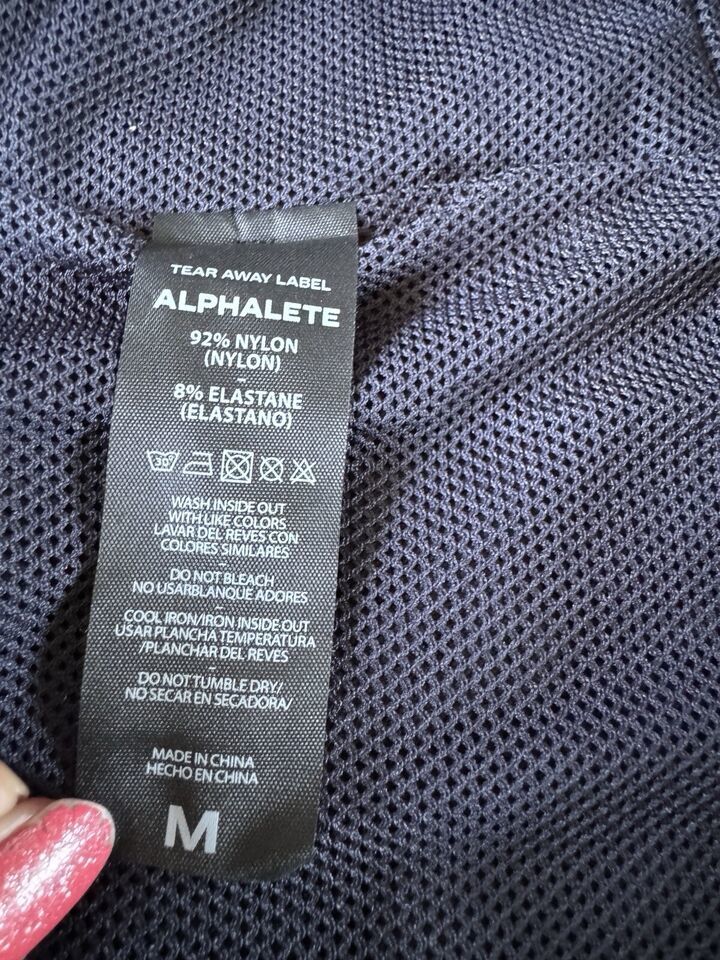 TEAR AWAY LABEL
ALPHALETE
92% NYLON
(NYLON)
–
8% ELASTANE
(ELASTANO)
30
WASH INSIDE OUT
WITH LIKE COLORS
LAVAR DEL REVES CON
COLORES SIMILARES
–
DO NOT BLEACH
NO USARBLANQUE ADORES
–
COOL IRON/IRON INSIDE OUT
USAR PLANCHA TEMPERATURA
/PLANCHAR DEL REVES
–
DO NOT TUMBLE DRY/
NO SECAR EN SECADORA/
MADE IN CHINA
HECHO EN CHINA
M